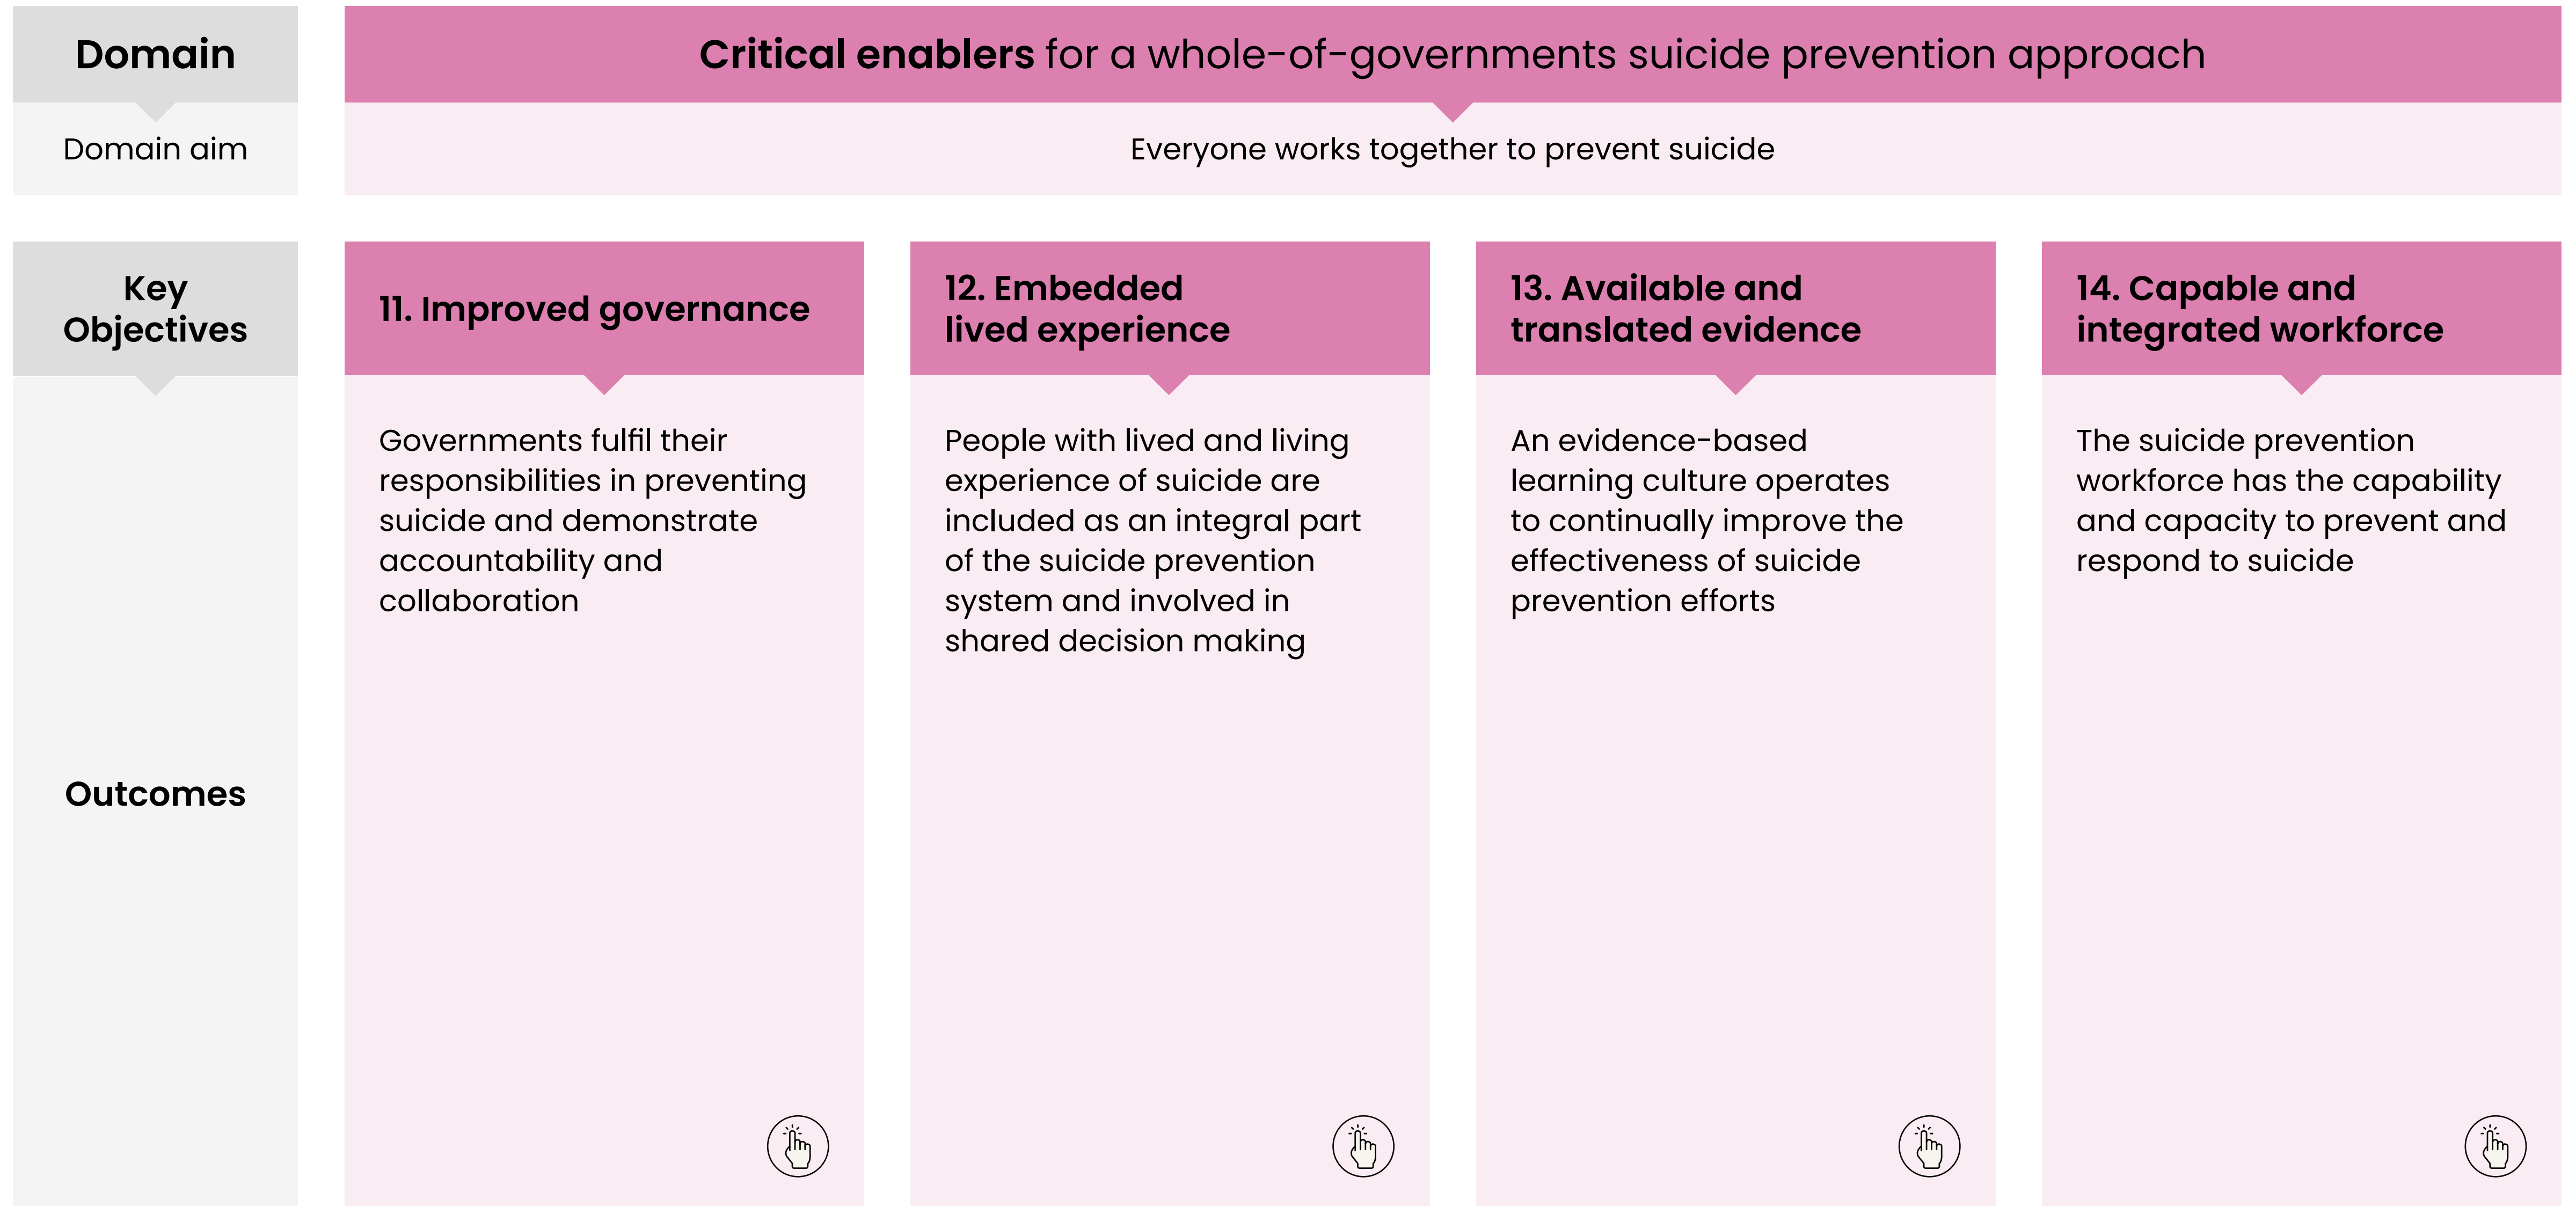 Domain
Critical enablers for a whole-of-governments suicide prevention approach
Domain aim
Everyone works together to prevent suicide
Key
Objectives
11. Improved governance
12. Embedded
lived experience
13. Available and
translated evidence
14. Capable and
integrated workforce
Outcomes
Governments fulfil their
responsibilities in preventing
suicide and demonstrate
accountability and
collaboration
People with lived and living
experience of suicide are
included as an integral part
of the suicide prevention
system and involved in
shared decision making
An evidence-based
learning culture operates
to continually improve the
effectiveness of suicide
prevention efforts
The suicide prevention
workforce has the capability
and capacity to prevent and
respond to suicide